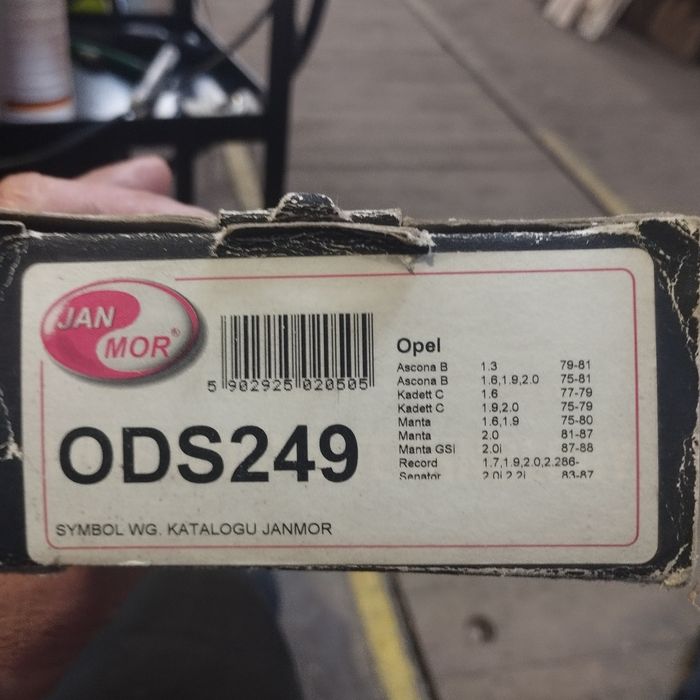 JAN
MOR®
5 902925 020505
ODS249
SYMBOL WG. KATALOGU JANMOR
Opel
Ascona B 1.3 79-81
Ascona B 1.6,1.9,2.0 75-81
Kadett C 1.6 77-79
Kadett C 1.9,2.0 75-79
Manta 1.6,1.9 75-80
Manta 2.0 81-87
Manta GSI 2.0i 87-88
Record 1.7,1.9,2.0,2.286-
Senator 2.0i,2.2i 83-87